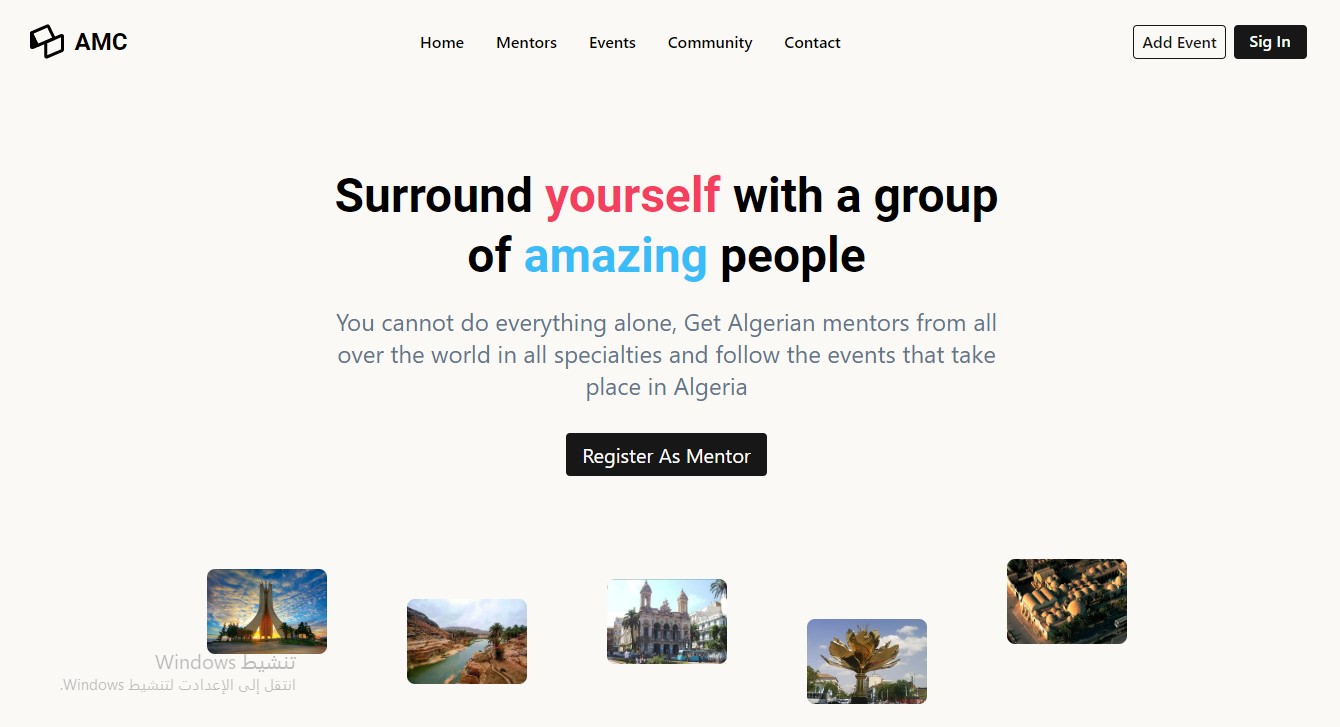 AMC
Home
Mentors
Events
Community
Contact
Add Event
Sig In
Surround yourself with a group
of amazing people
You cannot do everything alone, Get Algerian mentors from all
over the world in all specialties and follow the events that take
place in Algeria
Register As Mentor
تنشيط Windows
انتقل إلى الإعدادت لتنشيط Windows.